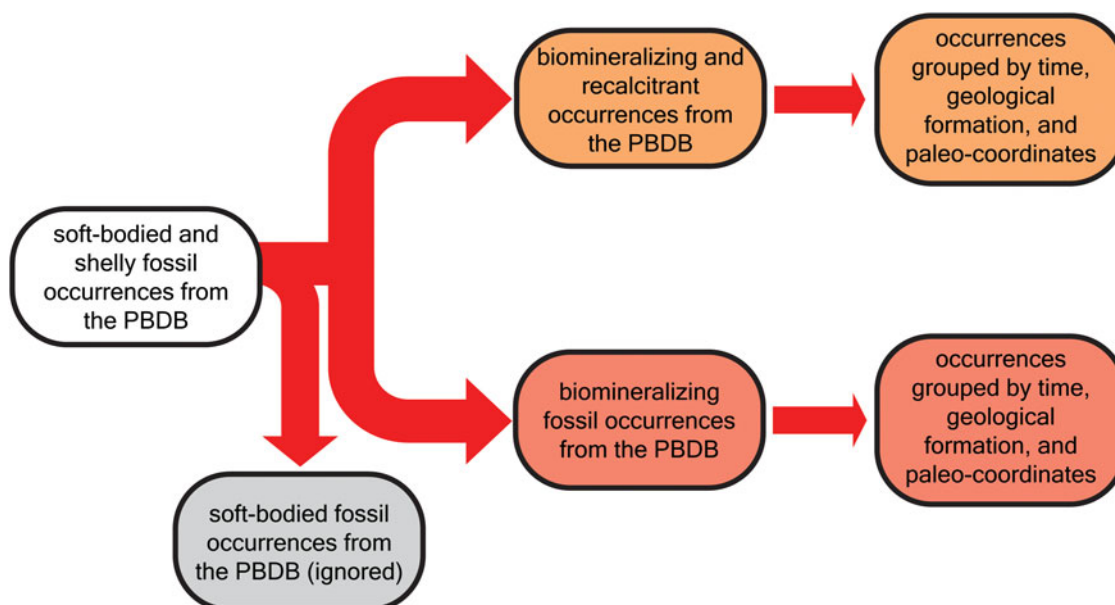 soft-bodied and
shelly fossil
occurrences from
the PBDB
biomineralizing and
recalcitrant
occurrences from
the PBDB
occurrences
grouped by time,
geological
formation, and
paleo-coordinates
biomineralizing
fossil occurrences
from the PBDB
occurrences
grouped by time,
geological
formation, and
paleo-coordinates
soft-bodied fossil
occurrences from
the PBDB (ignored)